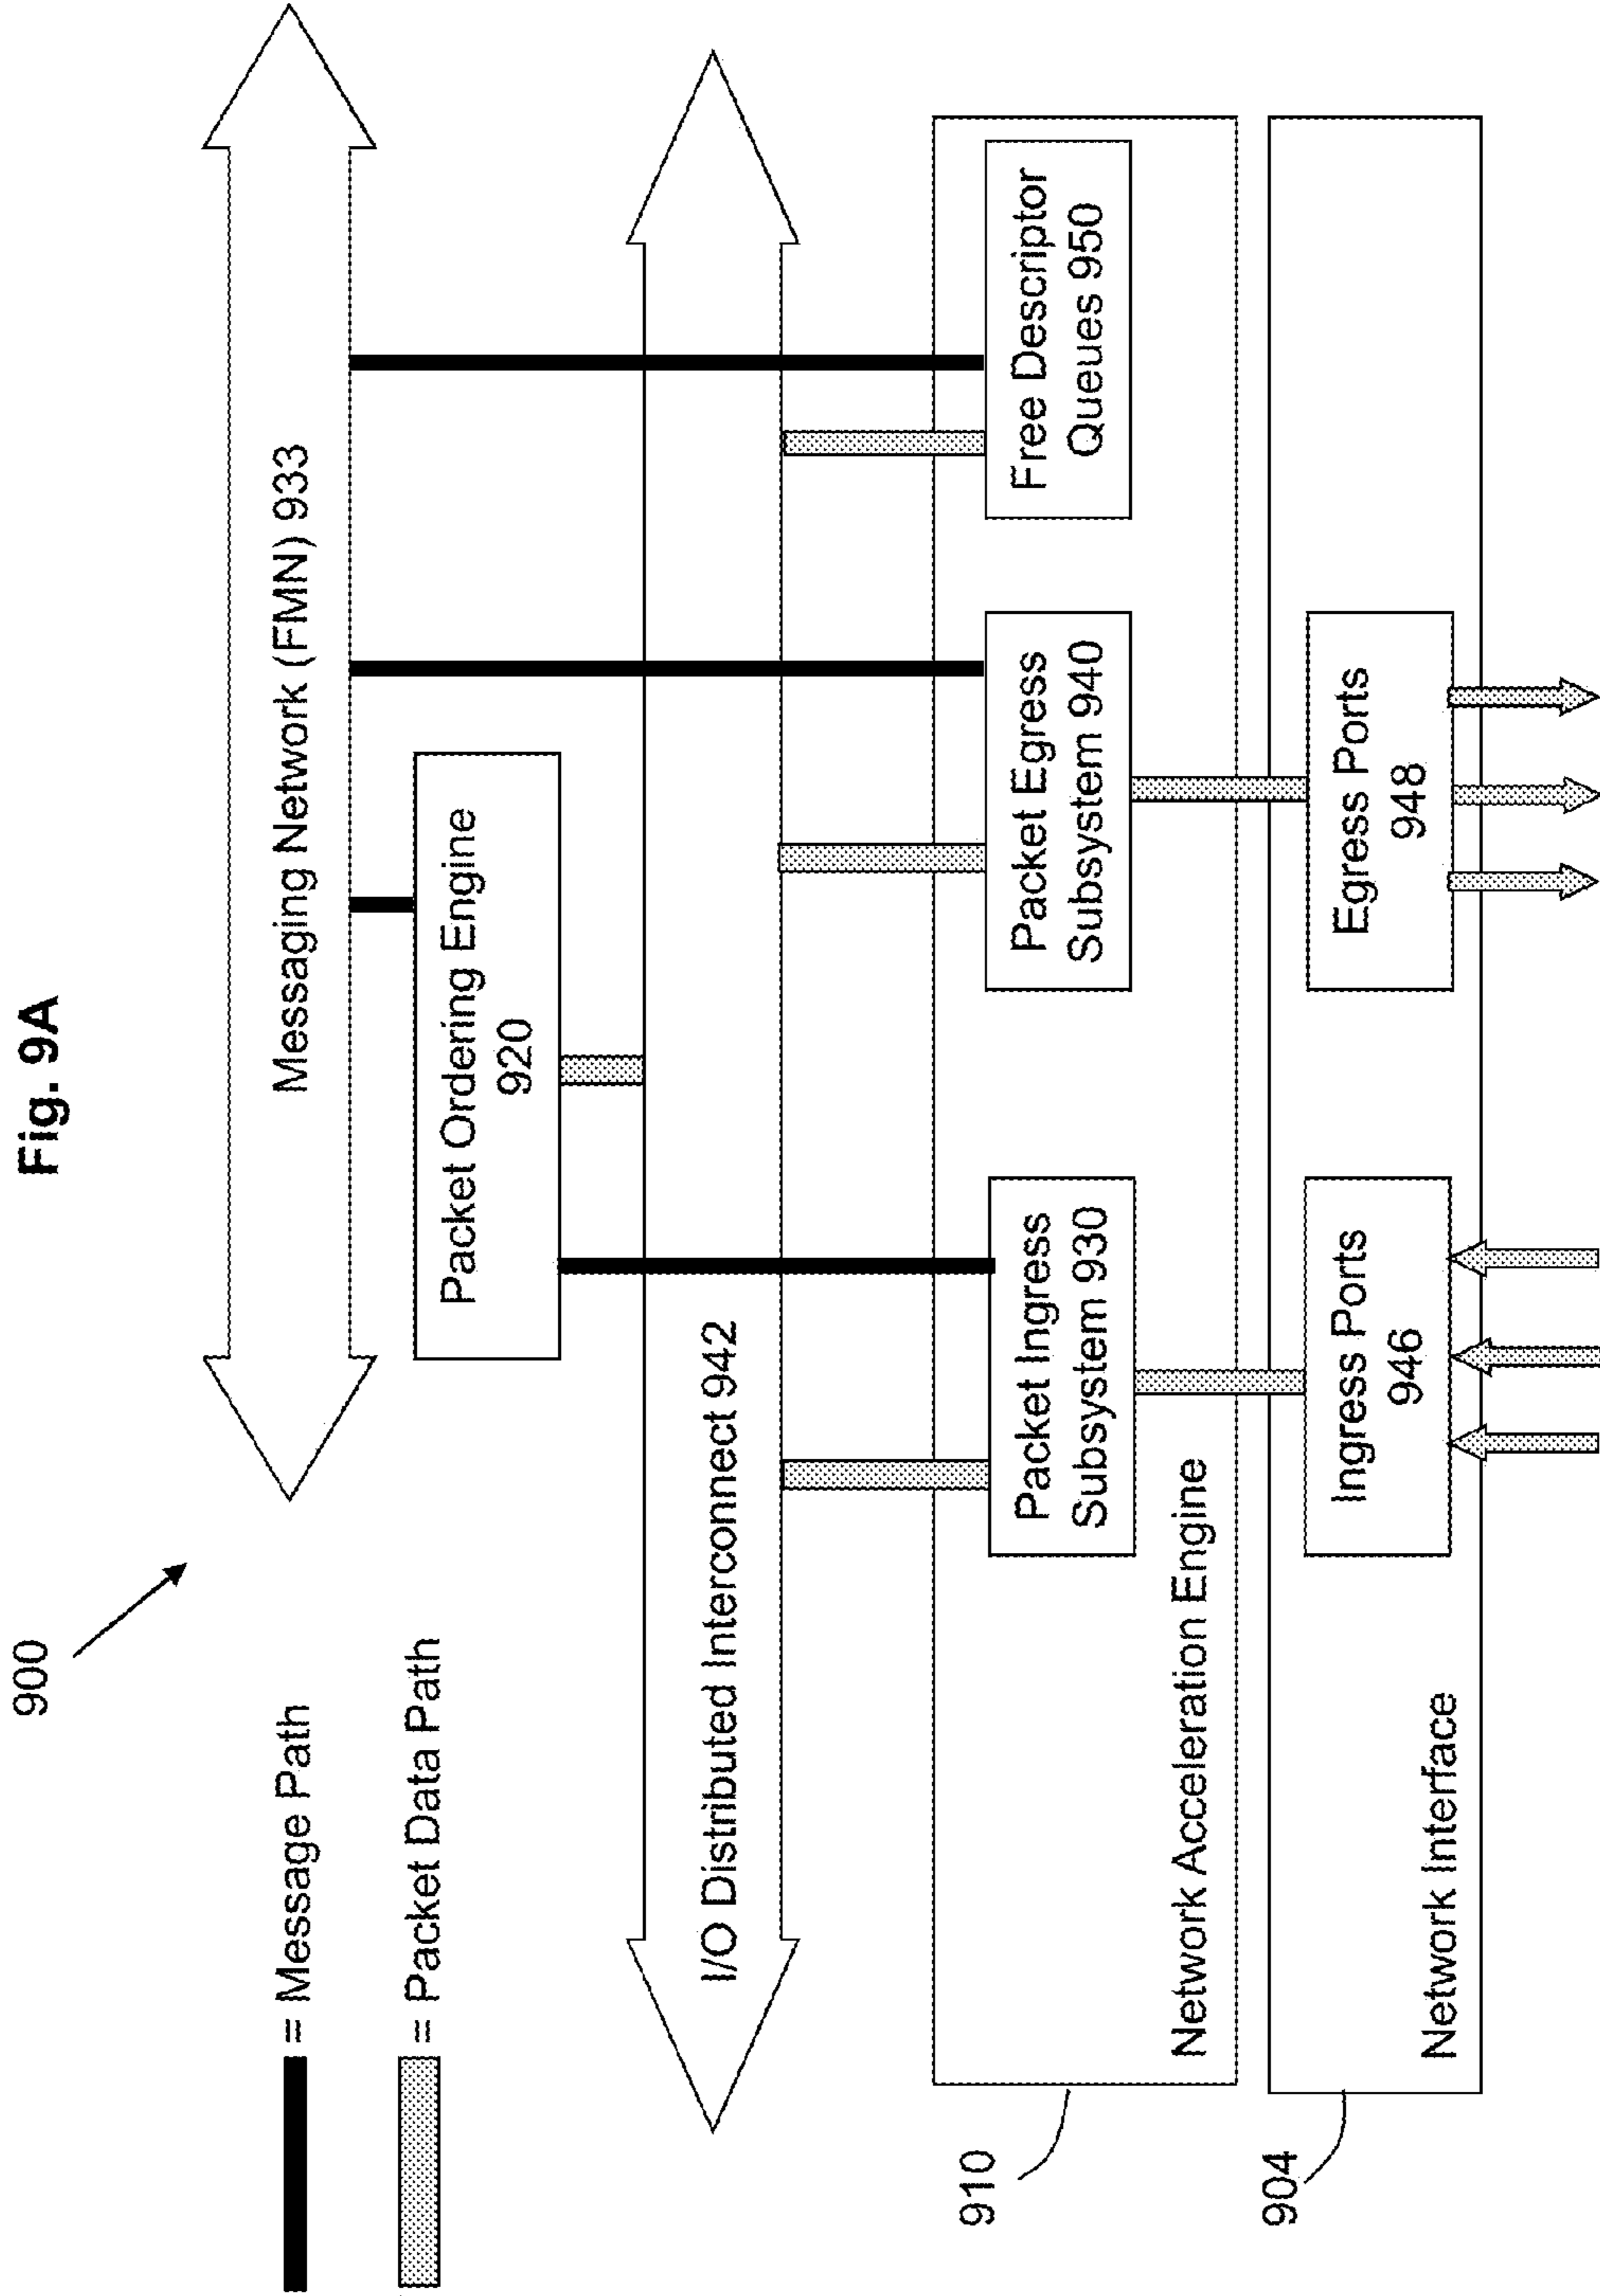 Fig. 9A
900
= Message Path
= Packet Data Path
Messaging Network (FMN) 933
Packet Ordering Engine
920
I/O Distributed Interconnect 942
910
Packet Ingress
Subsystem 930
Packet Egress
Subsystem 940
Free Descriptor
Queues 950
Network Acceleration Engine
904
Ingress Ports
946
Egress Ports
948
Network Interface